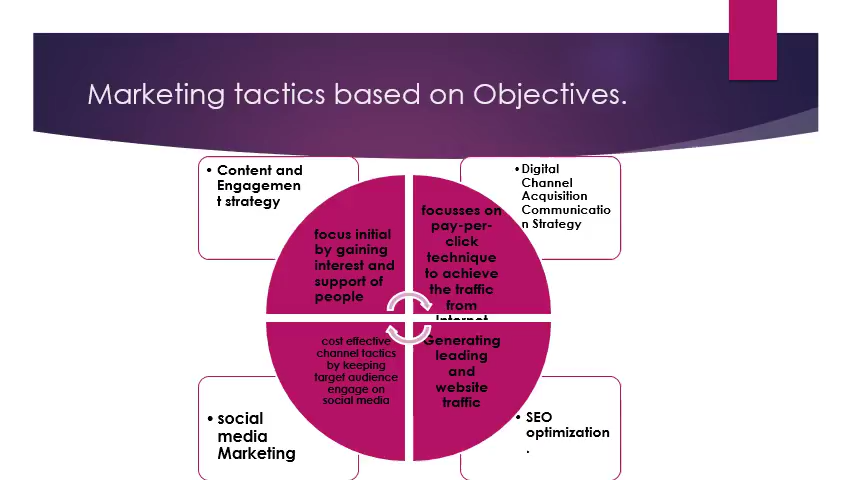 Marketing tactics based on Objectives.
• Content and
Engagemen
t strategy
focus initial
by gaining
interest and
support of
people
focusses on
pay-per-
click
technique
to achieve
the traffic
from
Internet
•Digital
Channel
Acquisition
Communicatio
n Strategy
• social
media
Marketing
cost effective
channel tactics
by keeping
target audience
engage on
social media
Generating
leading
and
website
traffic
• SEO
optimization
.